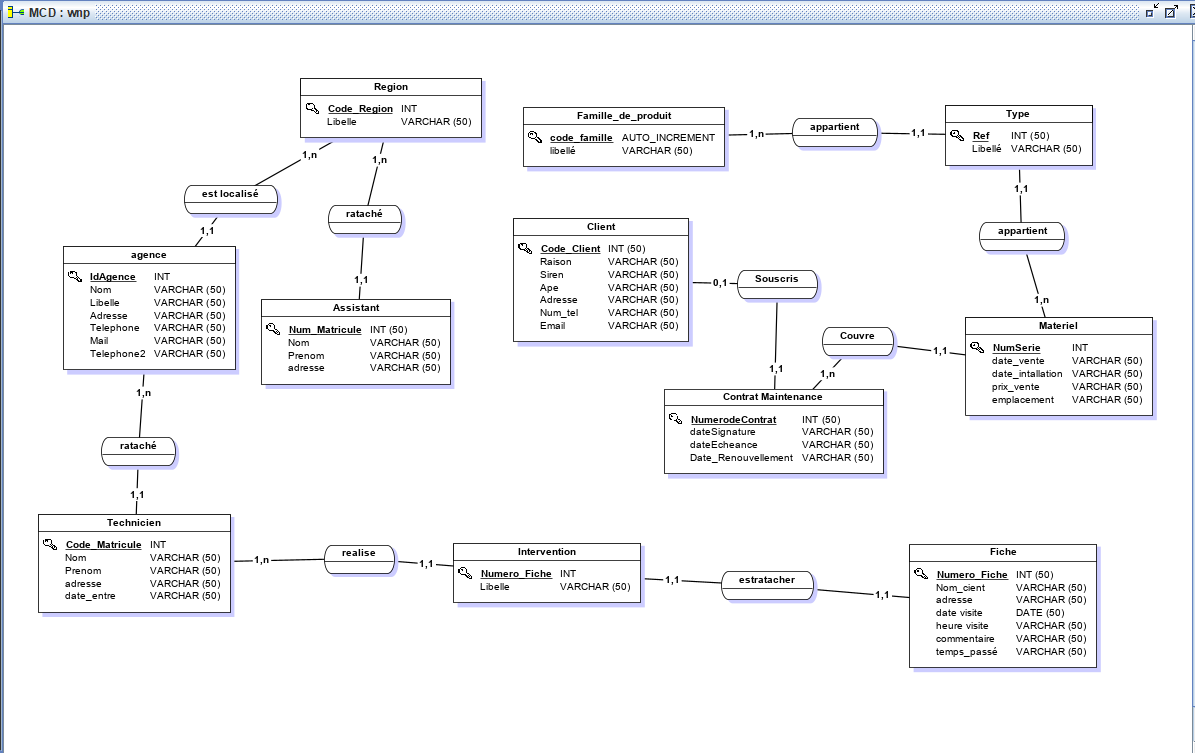 MCD : wnp
Region
Code_Region INT
Libelle VARCHAR (50)
1,n
1,n
est localisé
rataché
1,1
1,1
agence
IdAgence INT
Nom VARCHAR (50)
Libelle VARCHAR (50)
Adresse VARCHAR (50)
Telephone VARCHAR (50)
Mail VARCHAR (50)
Telephone2 VARCHAR (50)
Assistant
Num_Matricule INT (50)
Nom VARCHAR (50)
Prenom VARCHAR (50)
adresse VARCHAR (50)
Famille_de_produit
code_famille AUTO_INCREMENT
libellé VARCHAR (50)
1,n
appartient
1,1
Type
Ref INT (50)
Libellé VARCHAR (50)
1,1
appartient
1,n
Client
Code_Client INT (50)
Raison VARCHAR (50)
Siren VARCHAR (50)
Ape VARCHAR (50)
Adresse VARCHAR (50)
Num_tel VARCHAR (50)
Email VARCHAR (50)
0,1
Souscris
1,1
Couvre
1,n
1,1
Materiel
NumSerie INT
date_vente VARCHAR (50)
date_intallation VARCHAR (50)
prix_vente VARCHAR (50)
emplacement VARCHAR (50)
Contrat Maintenance
NumerodeContrat INT (50)
dateSignature VARCHAR (50)
dateEcheance VARCHAR (50)
Date_Renouvellement VARCHAR (50)
1,n
rataché
1,1
Technicien
Code_Matricule INT
Nom VARCHAR (50)
Prenom VARCHAR (50)
adresse VARCHAR (50)
date_entre VARCHAR (50)
1,n
realise
1,1
Intervention
Numero_Fiche INT
Libelle VARCHAR (50)
1,1
estratacher
1,1
Fiche
Numero_Fiche INT (50)
Nom_cient VARCHAR (50)
adresse VARCHAR (50)
date visite DATE (50)
heure visite VARCHAR (50)
commentaire VARCHAR (50)
temps_passé VARCHAR (50)